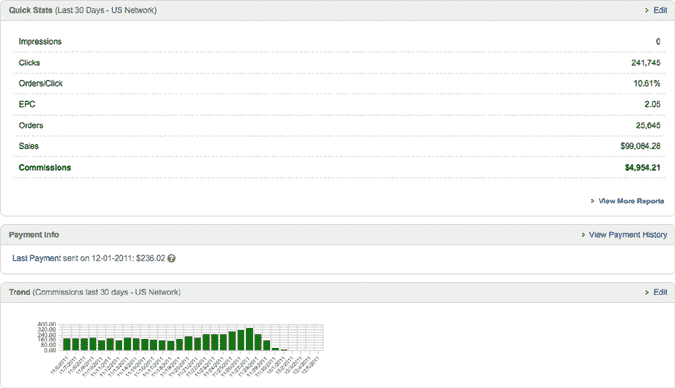 Quick Stats (Last 30 Days - US Network)
> Edit
Impressions 0
Clicks 241,745
Orders/Click 10.61%
EPC 2.05
Orders 25,645
Sales $99,084.28
Commissions $4,954.21
> View More Reports
Payment Info
> View Payment History
Last Payment sent on 12-01-2011: $236.02 ?
Trend (Commissions last 30 days - US Network)
> Edit
400.00
320.00
240.00
160.00
80.00
0.00